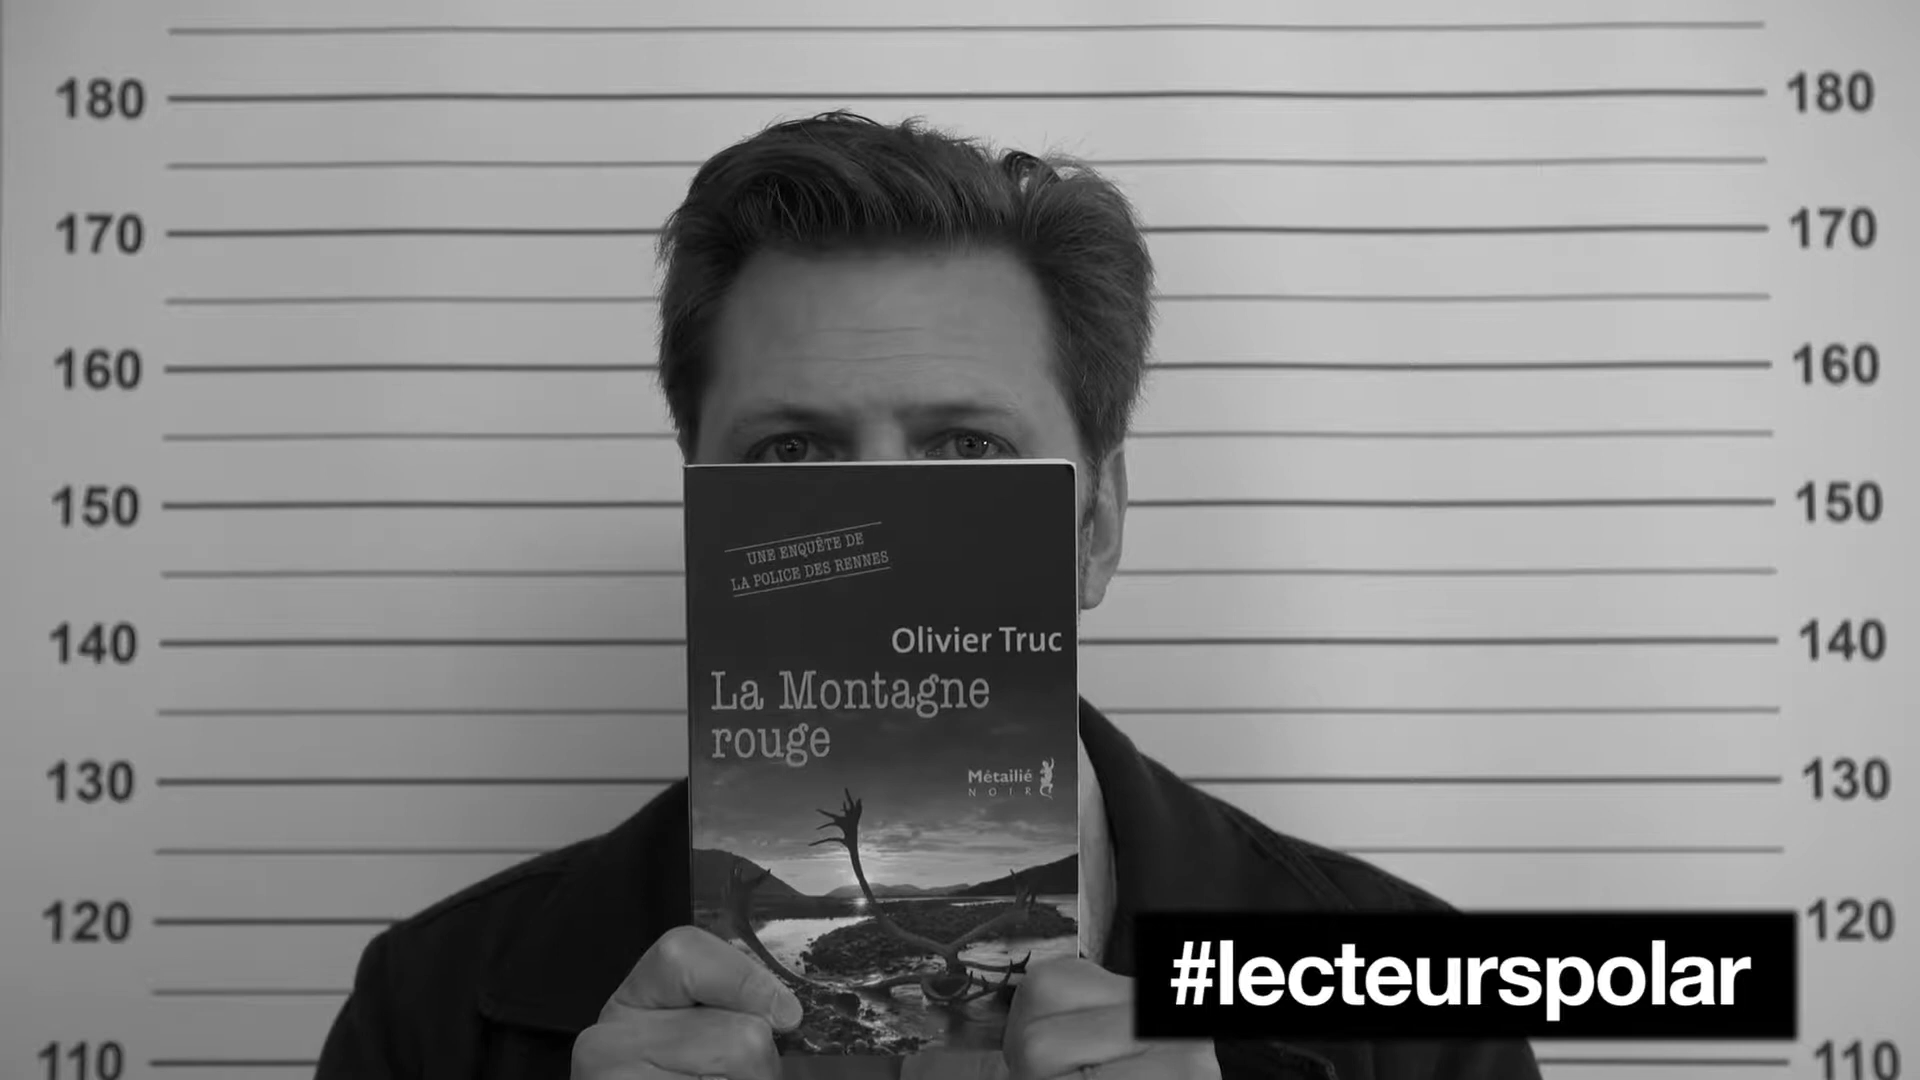 180
180
170
170
160
160
150
150
UNE ENQUÊTE DE
LA POLICE DES RENNES
Olivier Truc
140
140
La Montagne
rouge
Métailié
NOIR
130
130
120
120
#lecteurspolar
110
110